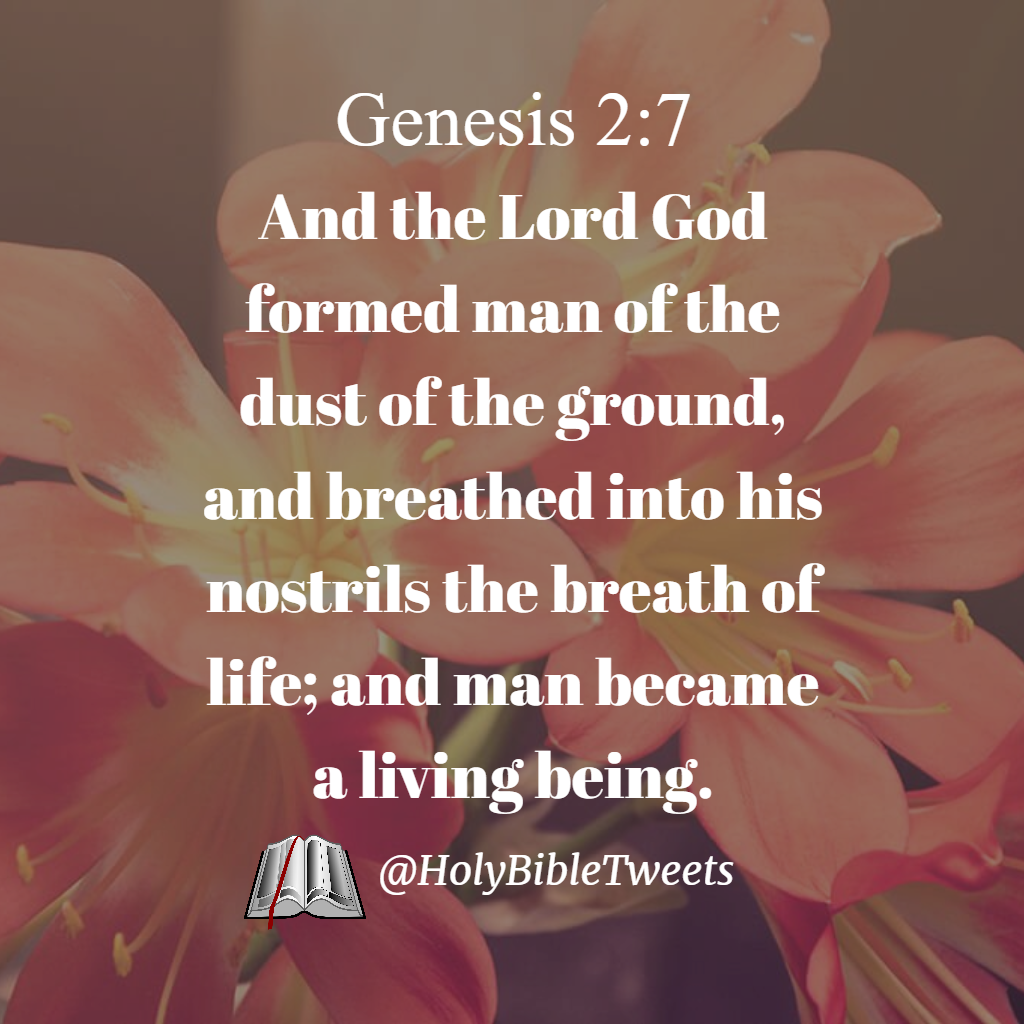 Genesis 2:7
And the Lord God
formed man of the
dust of the ground,
and breathed into his
nostrils the breath of
life; and man became
a living being.
@HolyBibleTweets